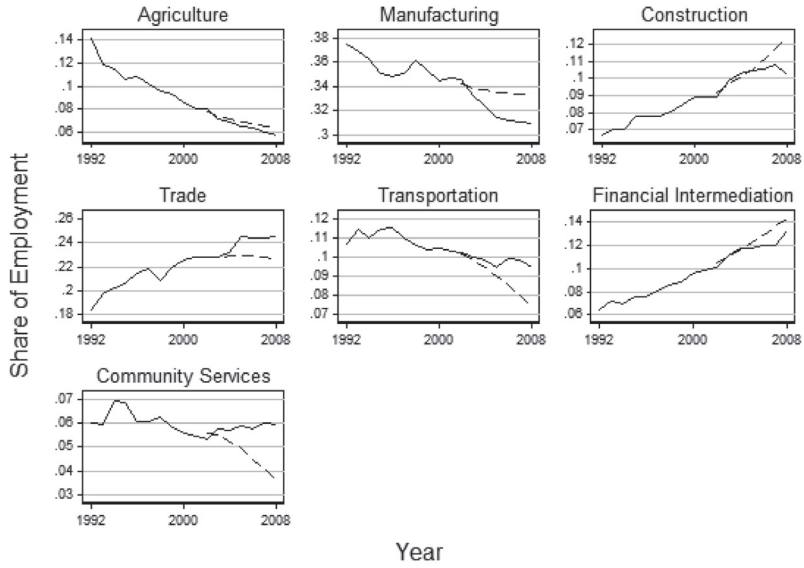 Agriculture
.14
.12
.1
.08
.06
1992 2000 2008
Manufacturing
.38
.36
.34
.32
.3
1992 2000 2008
Construction
.12
.11
.1
.09
.08
.07
1992 2000 2008
Trade
.26
.24
.22
.2
.18
1992 2000 2008
Transportation
.12
.11
.1
.09
.08
.07
1992 2000 2008
Financial Intermediation
.14
.12
.1
.08
.06
1992 2000 2008
Community Services
.07
.06
.05
.04
.03
1992 2000 2008
Share of Employment
Year